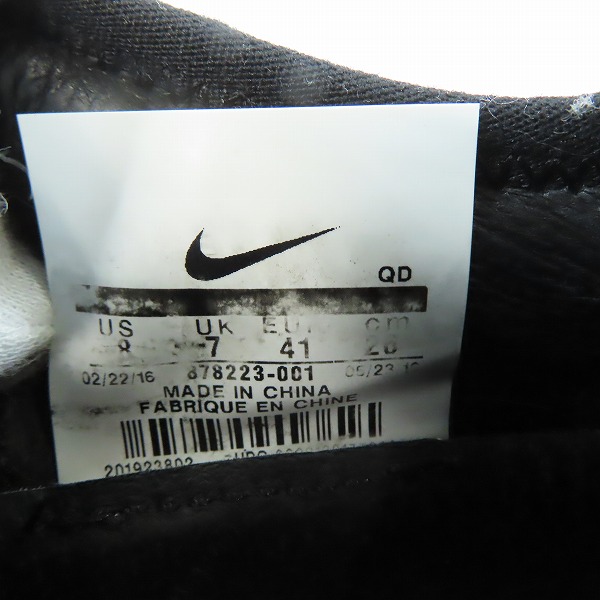 QD
US UK EUR cm
8 7 41 26
02/22/16 878223-001
MADE IN CHINA
FABRIQUE EN CHINE
201923802